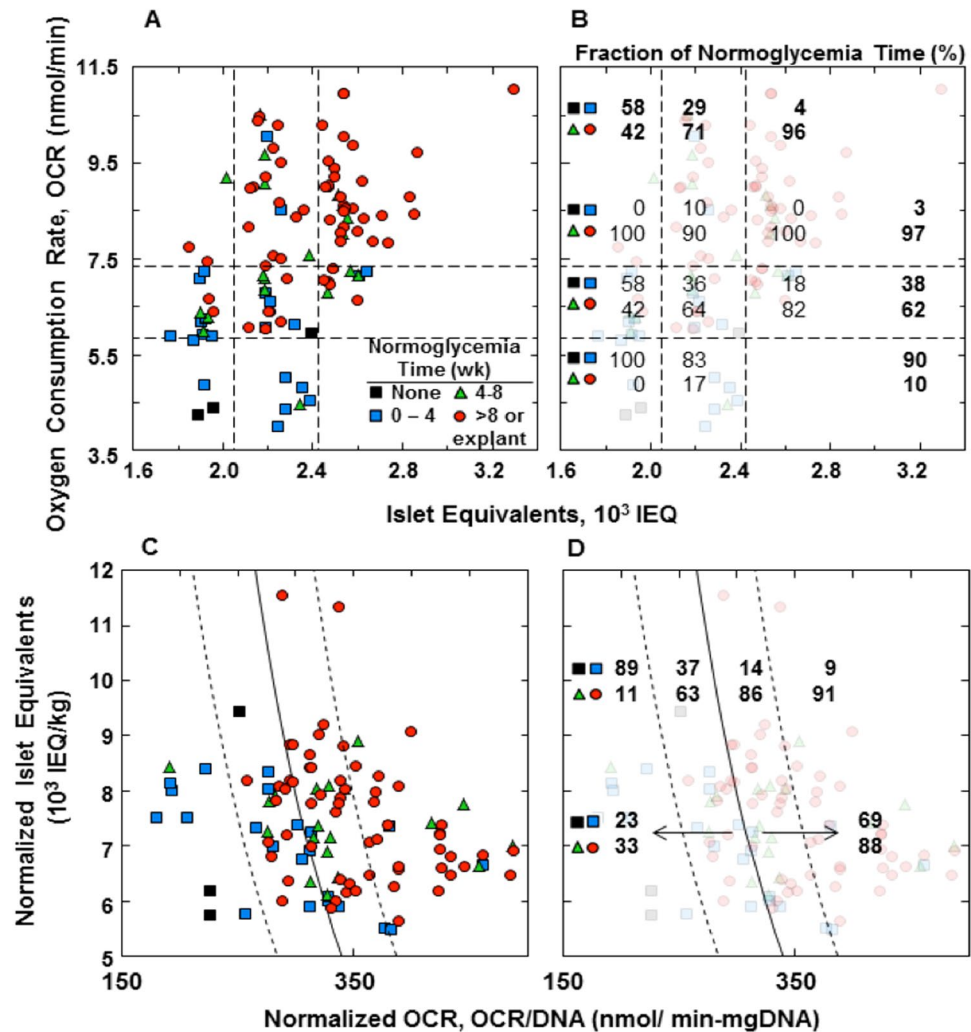 A
B
Fraction of Normoglycemia Time (%)
11.5
9.5
7.5
5.5
3.5
Oxygen Consumption Rate, OCR (nmol/min)
58 29 4
42 71 96
0 10 0 3
100 90 100 97
58 36 18 38
42 64 82 62
100 83 90
0 17 10
Normoglycemia
Time (wk)
None 4-8
0 – 4 >8 or
explant
1.6 2.0 2.4 2.8 3.2
1.6 2.0 2.4 2.8 3.2
Islet Equivalents, 10³ IEQ
C
D
12
11
10
9
8
7
6
5
Normalized Islet Equivalents
(10³ IEQ/kg)
89 37 14 9
11 63 86 91
23 69
33 88
150 350
150 350
Normalized OCR, OCR/DNA (nmol/ min-mgDNA)